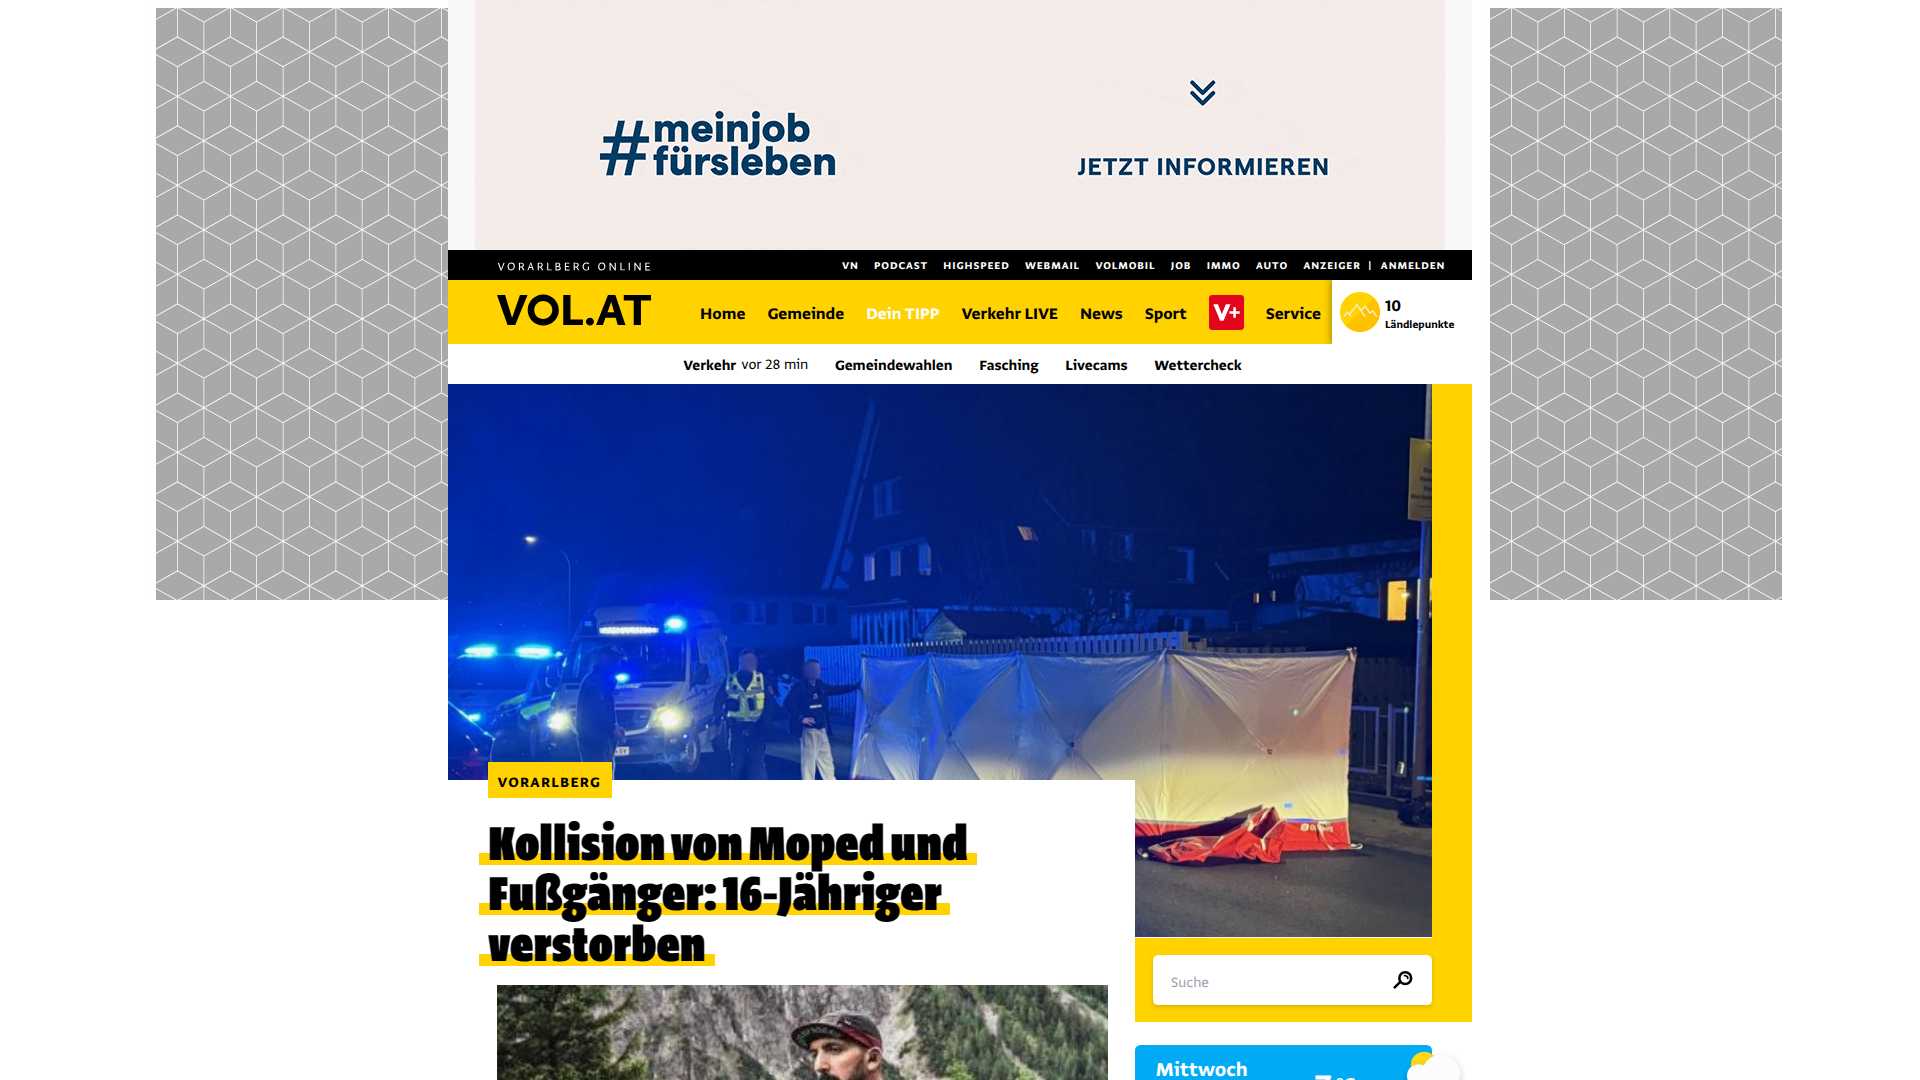 #meinjob
fürsleben
JETZT INFORMIEREN
VORARLBERG ONLINE
VN PODCAST HIGHSPEED WEBMAIL VOLMOBIL JOB IMMO AUTO ANZEIGER | ANMELDEN
VOL.AT
Home Gemeinde Dein TIPP Verkehr LIVE News Sport V+ Service
10
Ländlepunkte
Verkehr vor 28 min Gemeindewahlen Fasching Livecams Wettercheck
VORARLBERG
Kollision von Moped und
Fußgänger: 16-Jähriger
verstorben
Suche
Mittwoch